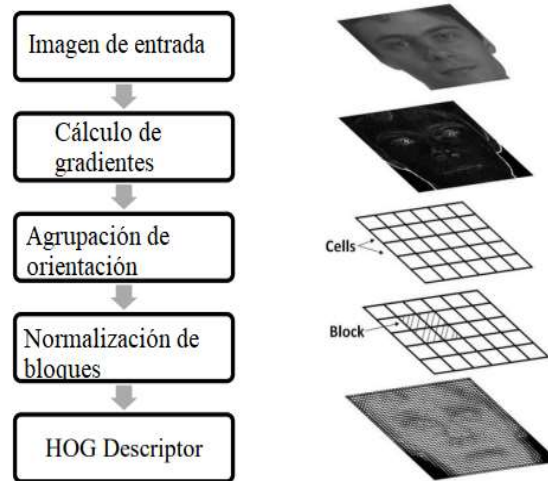 Imagen de entrada
Cálculo de
gradientes
Agrupación de
orientación
Cells
Normalización de
bloques
Block
HOG Descriptor